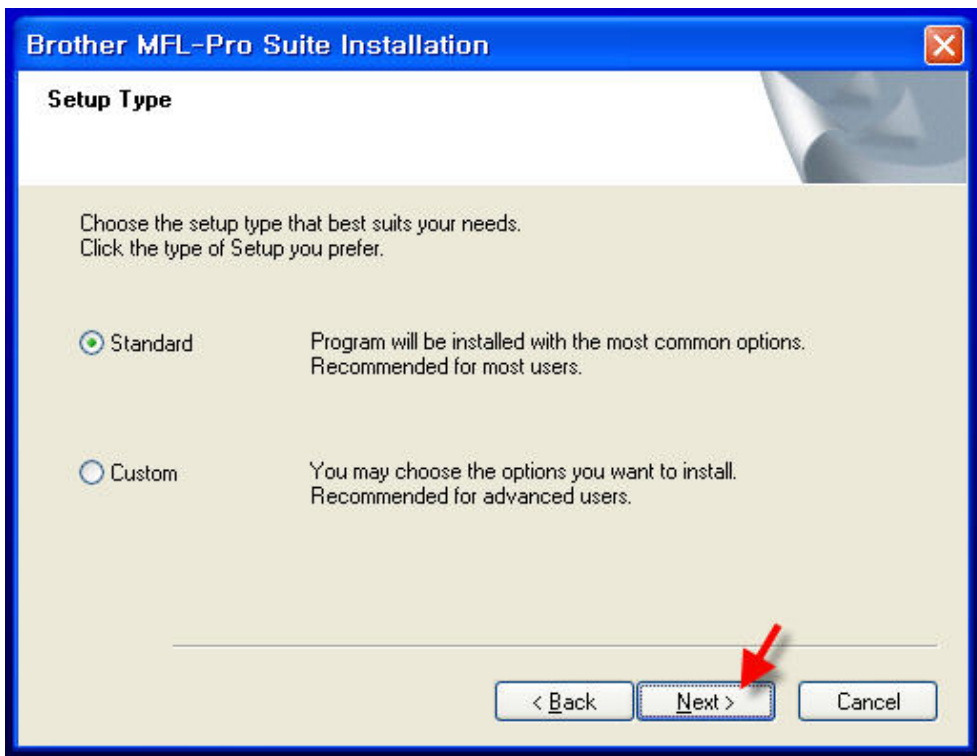 Brother MFL-Pro Suite Installation
Setup Type
Choose the setup type that best suits your needs.
Click the type of Setup you prefer.
Standard
Program will be installed with the most common options.
Recommended for most users.
Custom
You may choose the options you want to install.
Recommended for advanced users.
< Back Next > Cancel